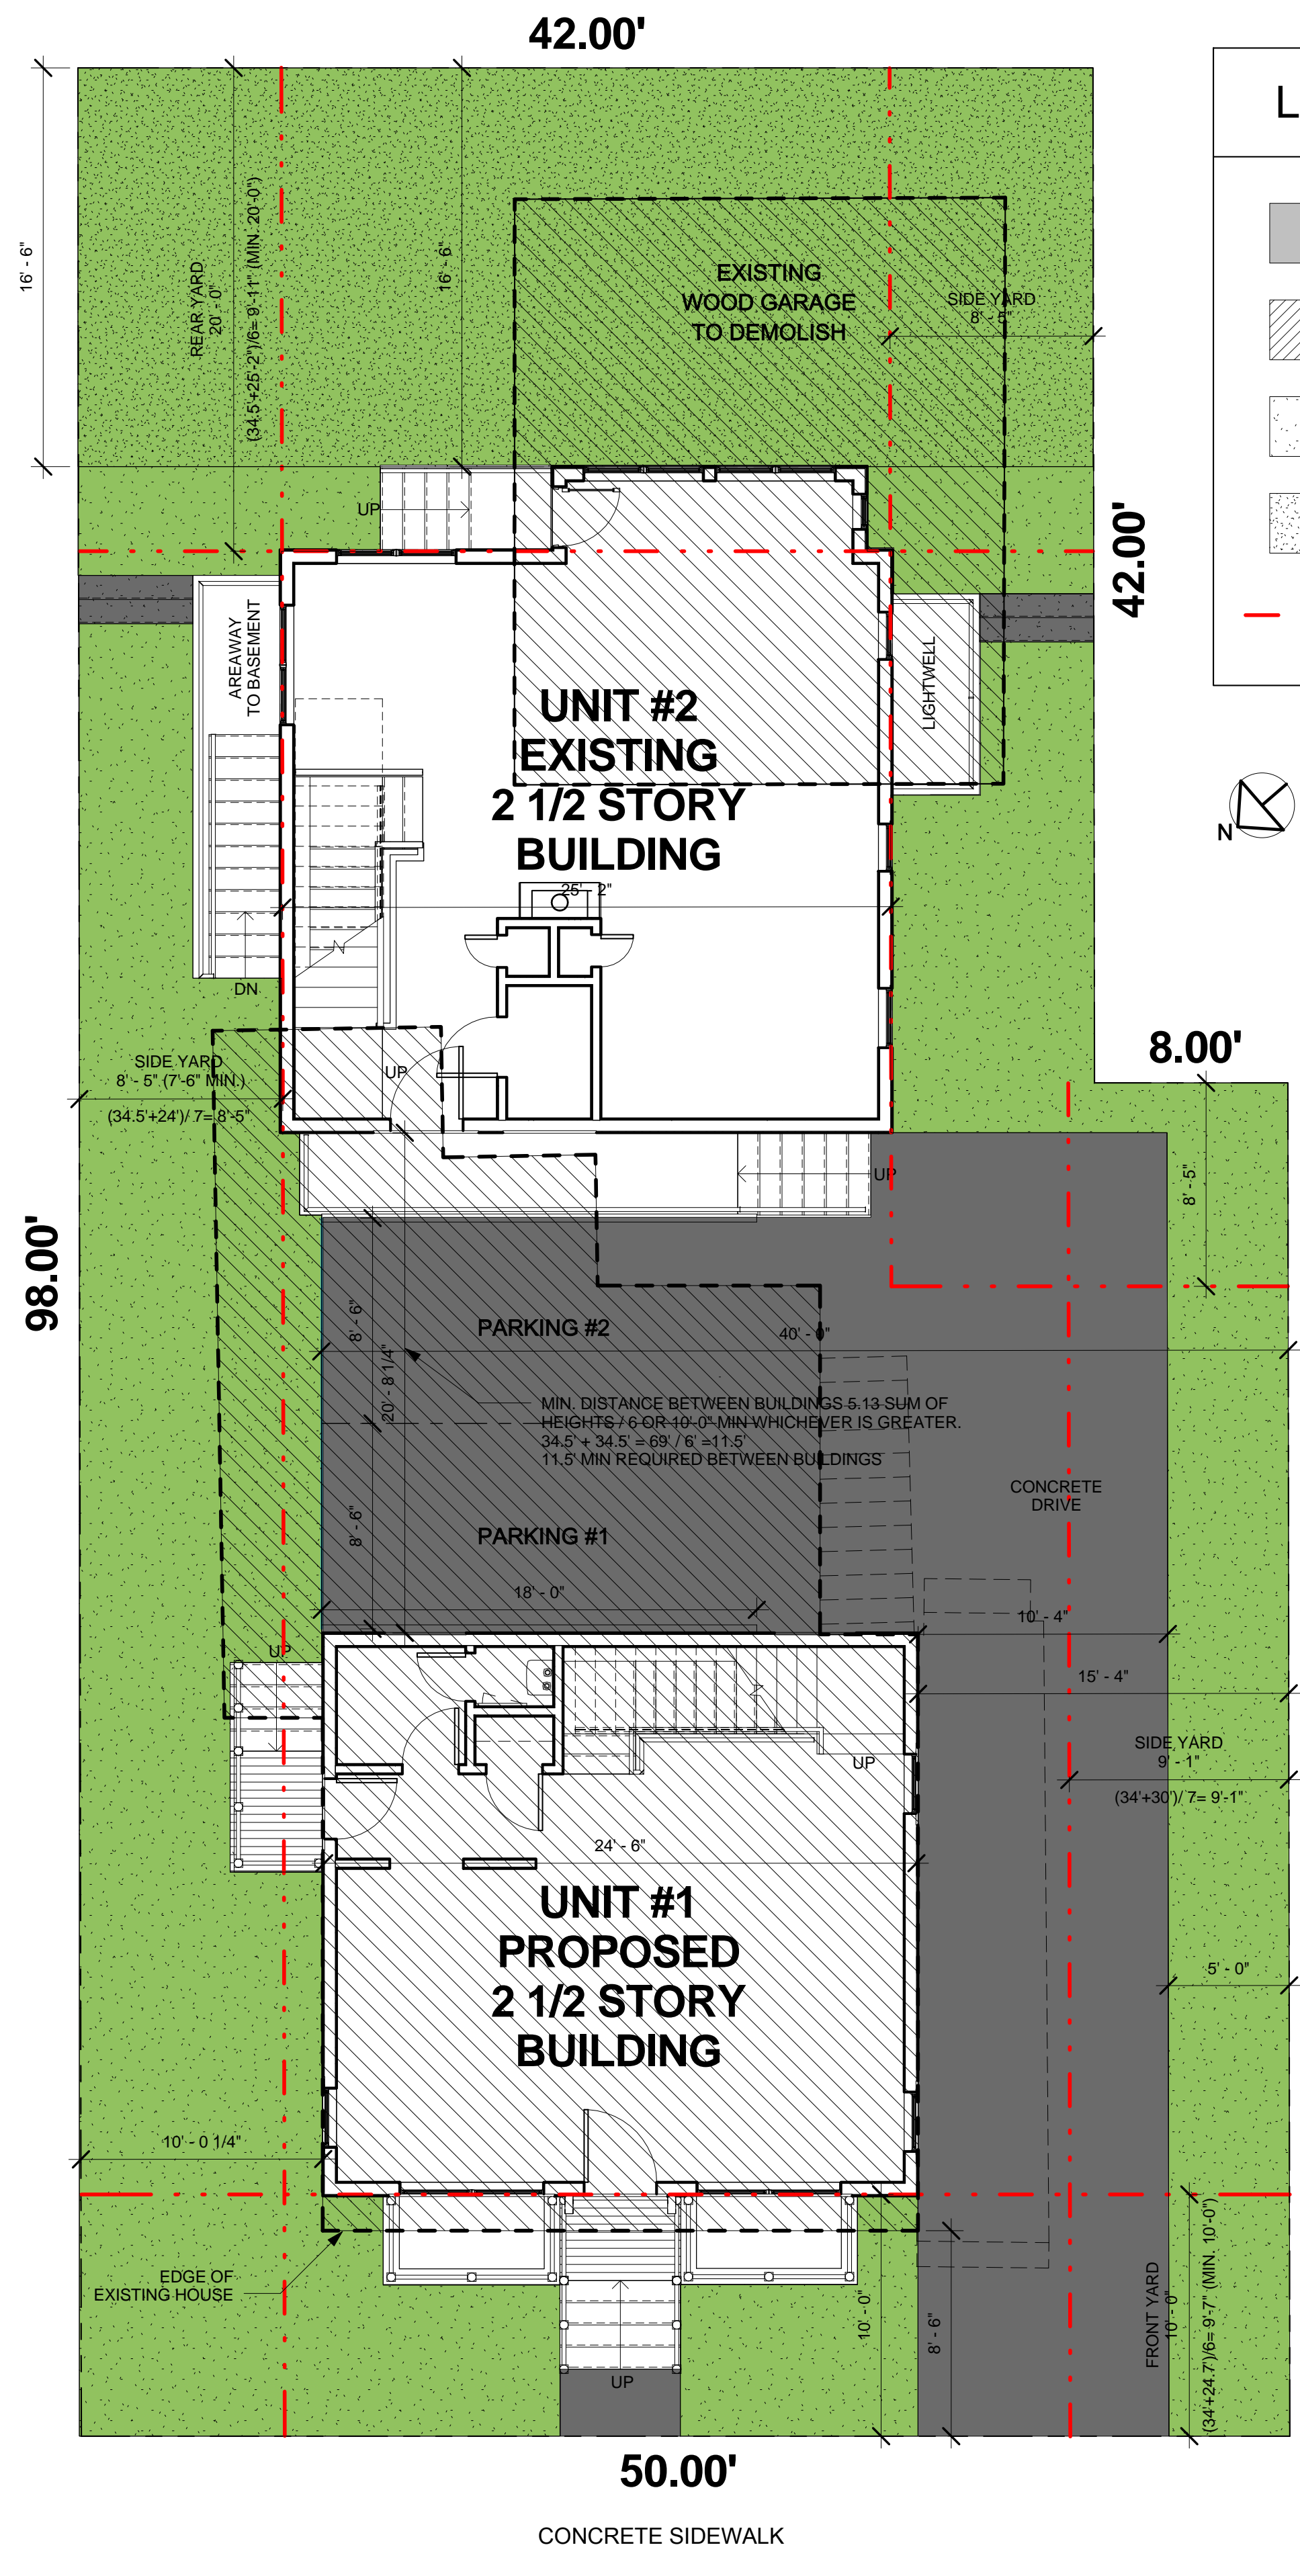 42.00'
L
16' - 6"
REAR YARD
20' - 0"
(34.5'+25'-2")/6= 9'-11" (MIN. 20'-0")
16' - 6"
EXISTING
WOOD GARAGE
TO DEMOLISH
SIDE YARD
8' - 5"
UP
42.00'
AREAWAY
TO BASEMENT
LIGHTWELL
UNIT #2
EXISTING
2 1/2 STORY
BUILDING
25' - 2"
N
DN
SIDE YARD
8' - 5" (7'-6" MIN.)
(34.5'+24')/ 7= 8'-5"
UP
8.00'
UP
8' - 5"
98.00'
8' - 6"
PARKING #2
40' - 0"
20' - 8 1/4"
MIN. DISTANCE BETWEEN BUILDINGS 5.13 SUM OF
HEIGHTS / 6 OR 10'-0" MIN WHICHEVER IS GREATER.
34.5' + 34.5' = 69' / 6' =11.5'
11.5' MIN REQUIRED BETWEEN BUILDINGS
CONCRETE
DRIVE
8' - 6"
PARKING #1
18' - 0"
10' - 4"
UP
15' - 4"
SIDE YARD
9' - 1"
(34'+30')/ 7= 9'-1"
UP
24' - 6"
UNIT #1
PROPOSED
2 1/2 STORY
BUILDING
5' - 0"
10' - 0 1/4"
EDGE OF
EXISTING HOUSE
10' - 0"
8' - 6"
FRONT YARD
10' - 0"
(34'+24.7')/6= 9'-7" (MIN. 10'-0")
UP
50.00'
CONCRETE SIDEWALK